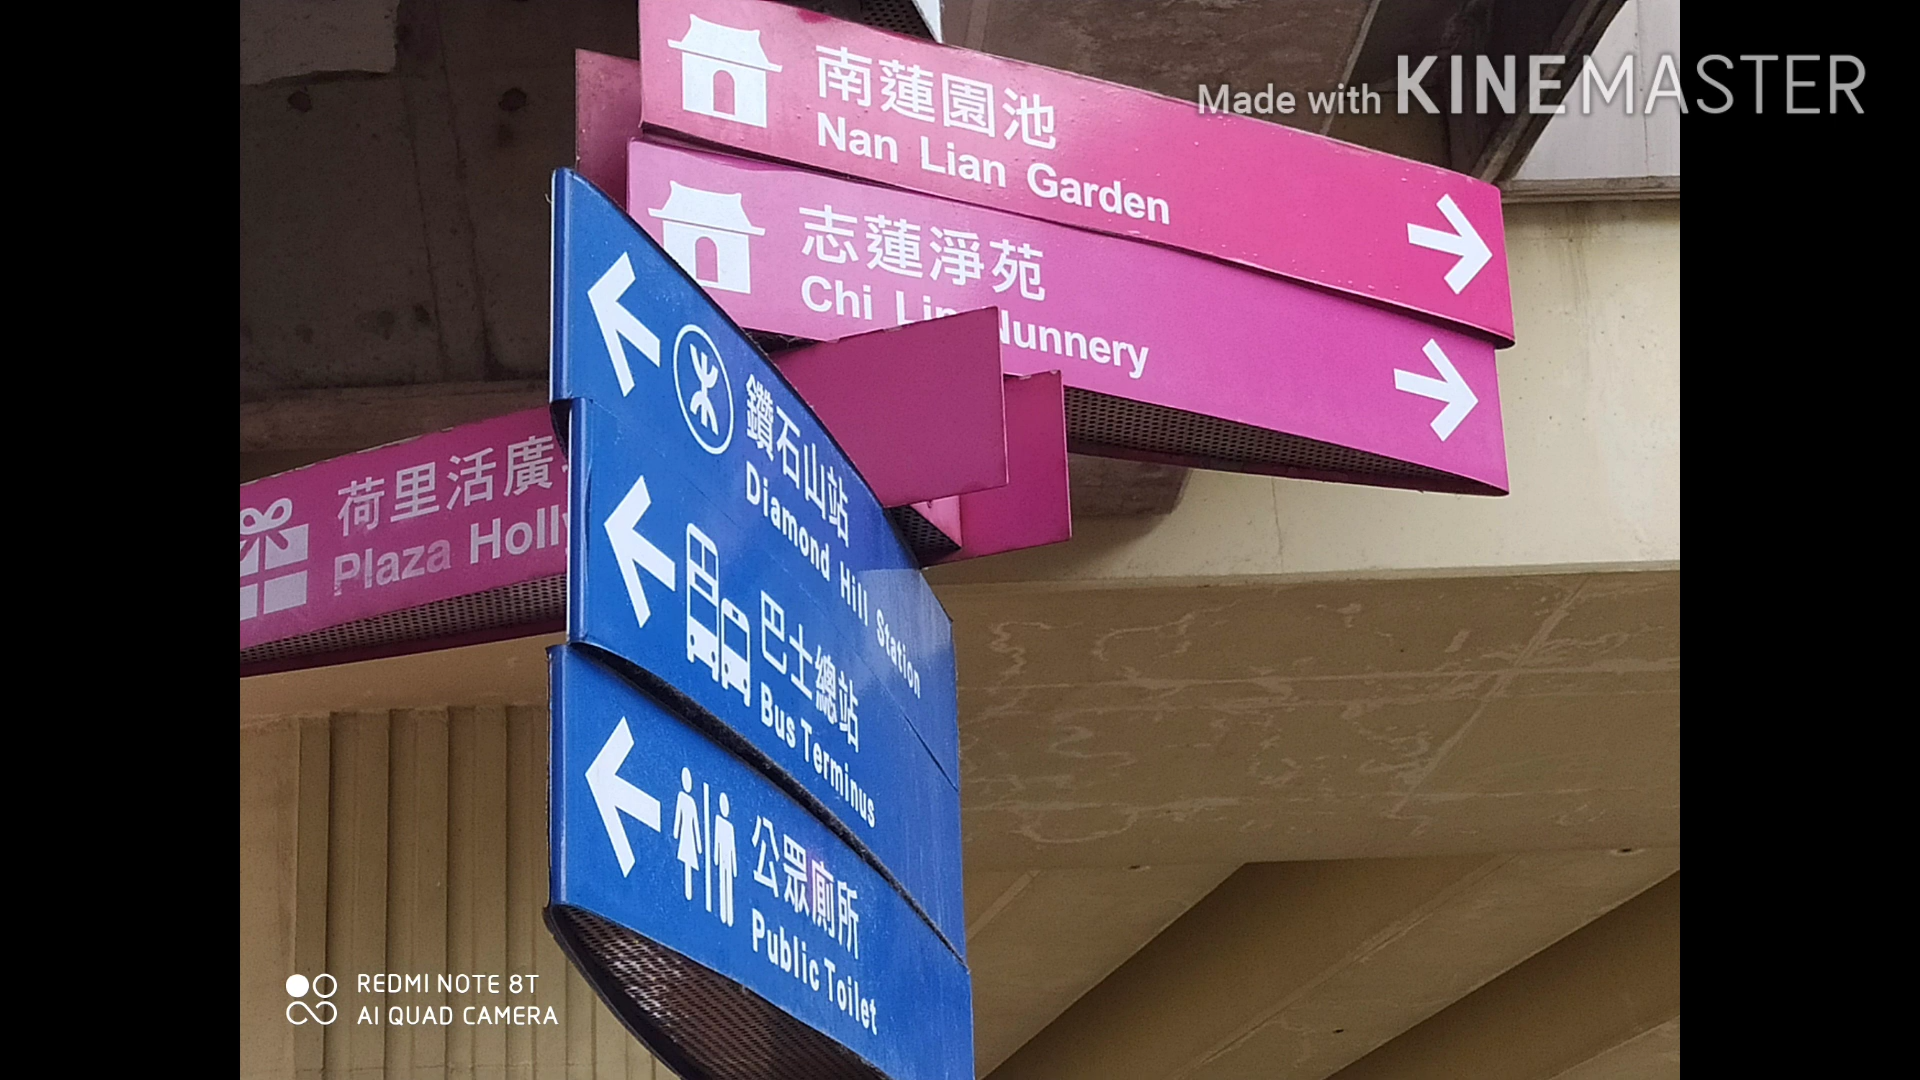 南蓮園池
Nan Lian Garden
Made with KINEMASTER
志蓮淨苑
Chi Lin Nunnery
鑽石山站
Diamond Hill Station
荷里活廣
Plaza Holly
巴士總站
Bus Terminus
公眾廁所
Public Toilet
REDMI NOTE 8T
AI QUAD CAMERA